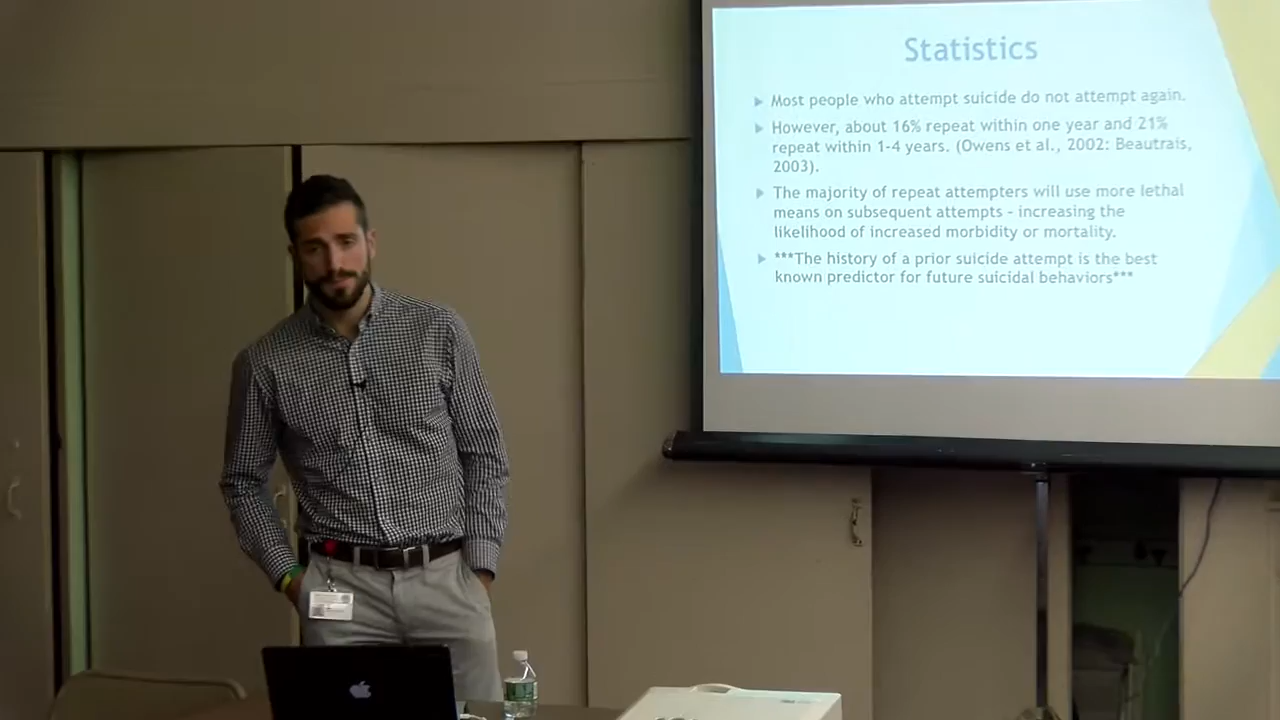 Statistics
Most people who attempt suicide do not attempt again.
However, about 16% repeat within one year and 21%
repeat within 1-4 years. (Owens et al., 2002: Beautrais,
2003).
The majority of repeat attempters will use more lethal
means on subsequent attempts - increasing the
likelihood of increased morbidity or mortality.
***The history of a prior suicide attempt is the best
known predictor for future suicidal behaviors***